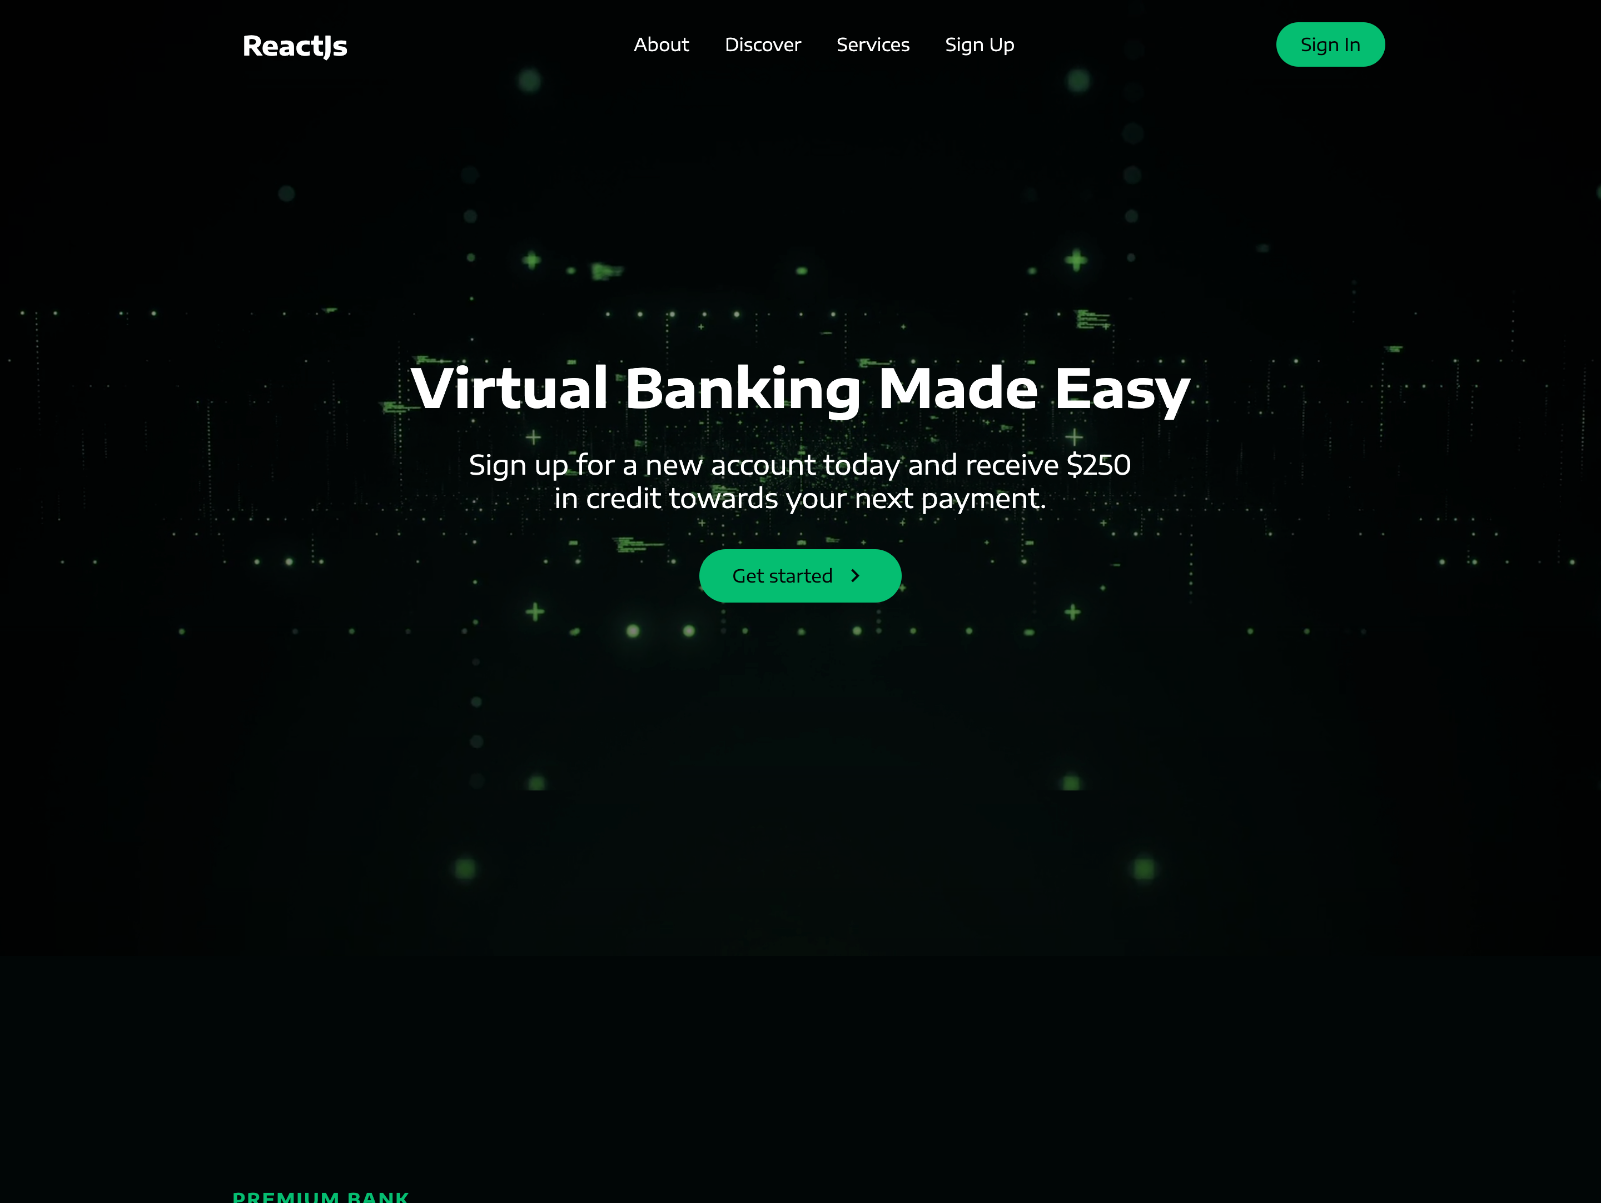 ReactJs
About Discover Services Sign Up
Sign In
Virtual Banking Made Easy
Sign up for a new account today and receive $250
in credit towards your next payment.
Get started
PREMIUM BANK